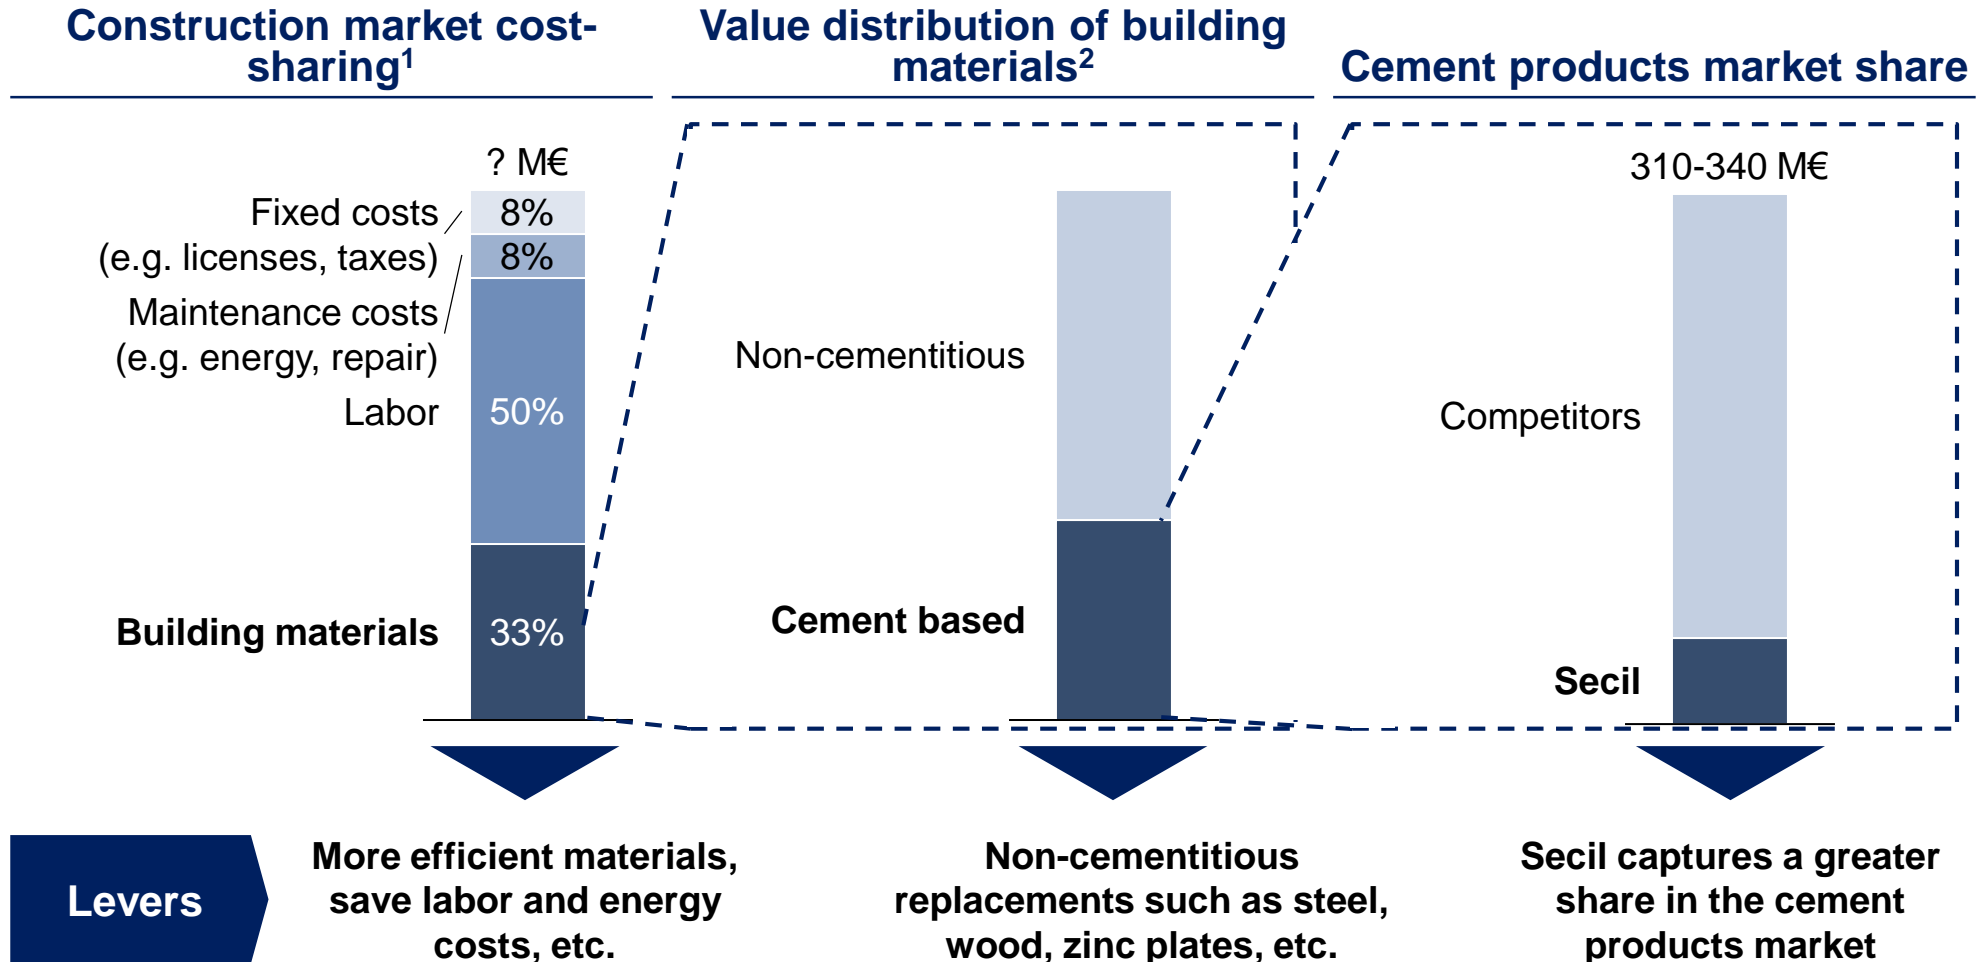 Construction market cost-
sharing1
Value distribution of building
materials2
Cement products market share
? M€
Fixed costs
(e.g. licenses, taxes)
8%
Maintenance costs
(e.g. energy, repair)
8%
Labor
50%
Building materials
33%
Non-cementitious
Cement based
310-340 M€
Competitors
Secil
Levers
More efficient materials,
save labor and energy
costs, etc.
Non-cementitious
replacements such as steel,
wood, zinc plates, etc.
Secil captures a greater
share in the cement
products market